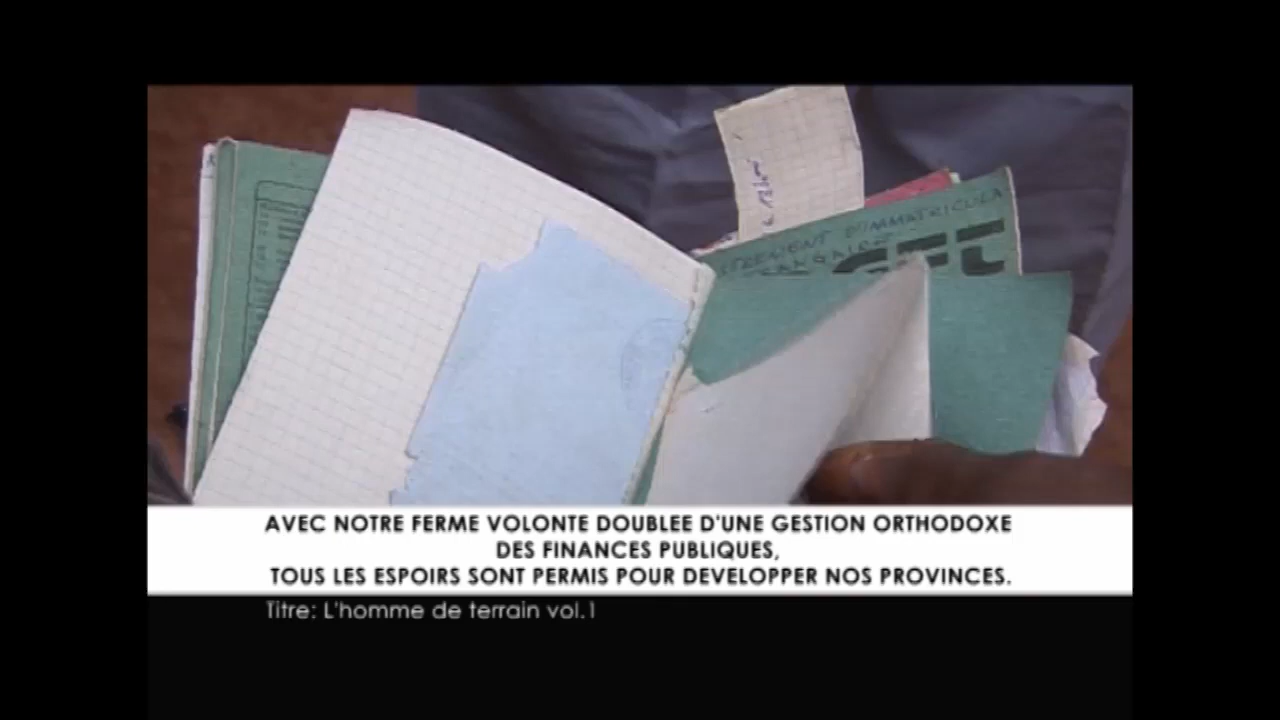 D'IMMATRICULA
AVEC NOTRE FERME VOLONTE DOUBLEE D'UNE GESTION ORTHODOXE
DES FINANCES PUBLIQUES,
TOUS LES ESPOIRS SONT PERMIS POUR DEVELOPPER NOS PROVINCES.
Titre: L'homme de terrain vol.1